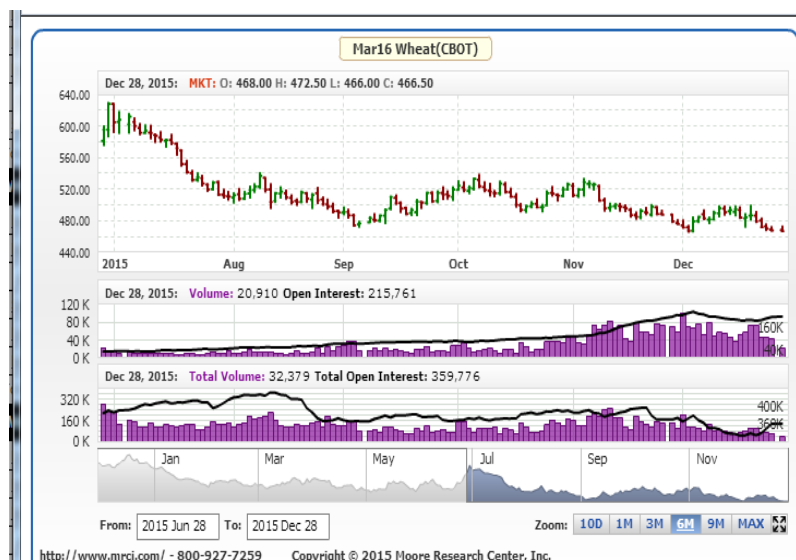 Mar16 Wheat(CBOT)
Dec 28, 2015: MKT: O: 468.00 H: 472.50 L: 466.00 C: 466.50
640.00
600.00
560.00
520.00
480.00
440.00
2015 Aug Sep Oct Nov Dec
Dec 28, 2015: Volume: 20,910 Open Interest: 215,761
120 K
80 K
40 K
0 K
160K
40K
Dec 28, 2015: Total Volume: 32,379 Total Open Interest: 359,776
320 K
160 K
0 K
400K
360K
Jan Mar May Jul Sep Nov
From: 2015 Jun 28 To: 2015 Dec 28 Zoom: 10D 1M 3M 6M 9M MAX
http://www.mrci.com/ - 800-927-7259 Copyright © 2015 Moore Research Center, Inc.